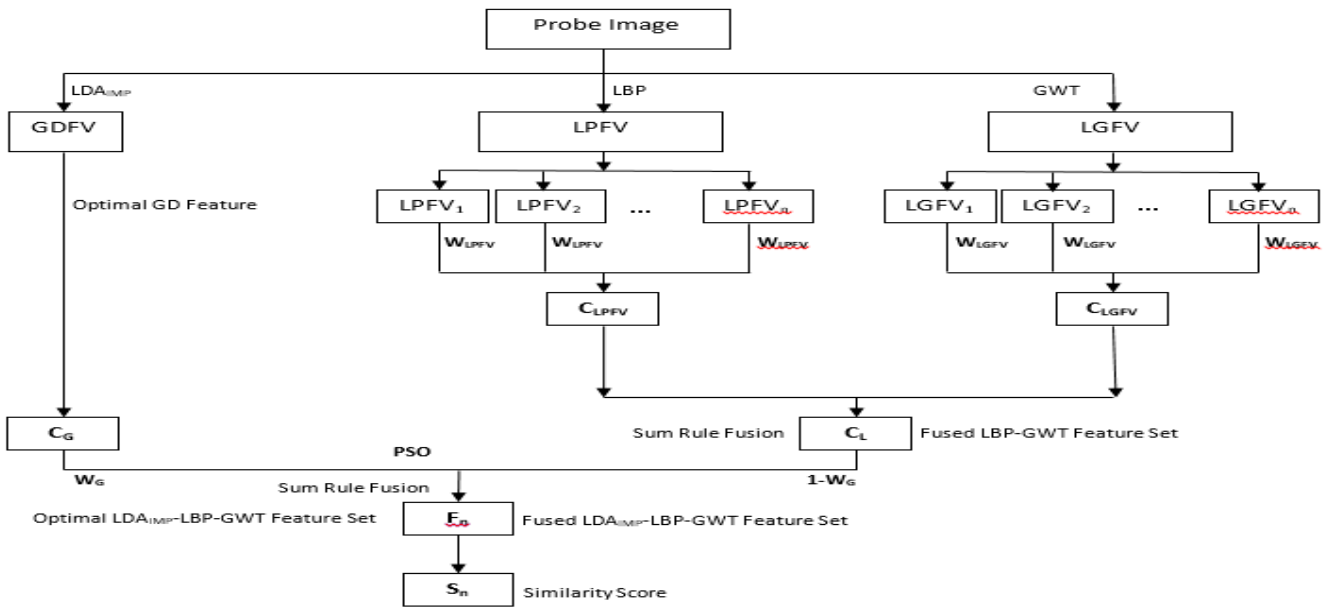 Probe Image
LDAIMP
LBP
GWT
GDFV
LPFV
LGFV
Optimal GD Feature
LPFV1
LPFV2
...
LPFVn
LGFV1
LGFV2
...
LGFVn
WLPFV
WLPFV
WLPFV
WLGFV
WLGFV
WLGFV
CLPFV
CLGFV
CG
Sum Rule Fusion
CL
Fused LBP-GWT Feature Set
PSO
WG
1-WG
Sum Rule Fusion
Optimal LDAIMP-LBP-GWT Feature Set
Fn
Fused LDAIMP-LBP-GWT Feature Set
Sn
Similarity Score